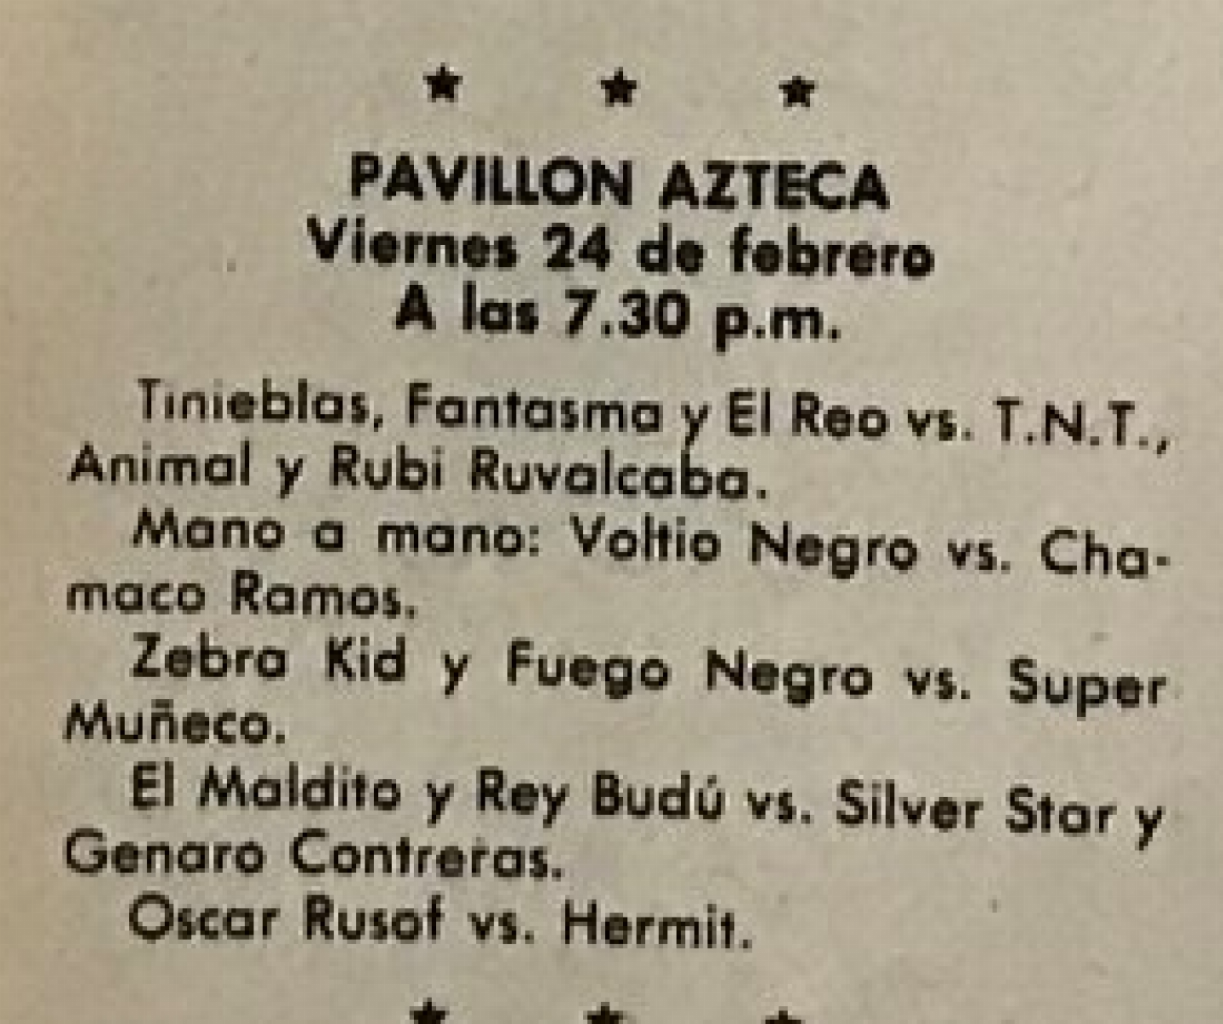 PAVILLON AZTECA
Viernes 24 de febrero
A las 7.30 p.m.
Tinieblas, Fantasma y El Reo vs. T.N.T.,
Animal y Rubi Ruvalcaba.
Mano a mano: Voltio Negro vs. Cha-
maco Ramos.
Zebra Kid y Fuego Negro vs. Super
Muñeco.
El Maldito y Rey Budú vs. Silver Star y
Genaro Contreras.
Oscar Rusof vs. Hermit.